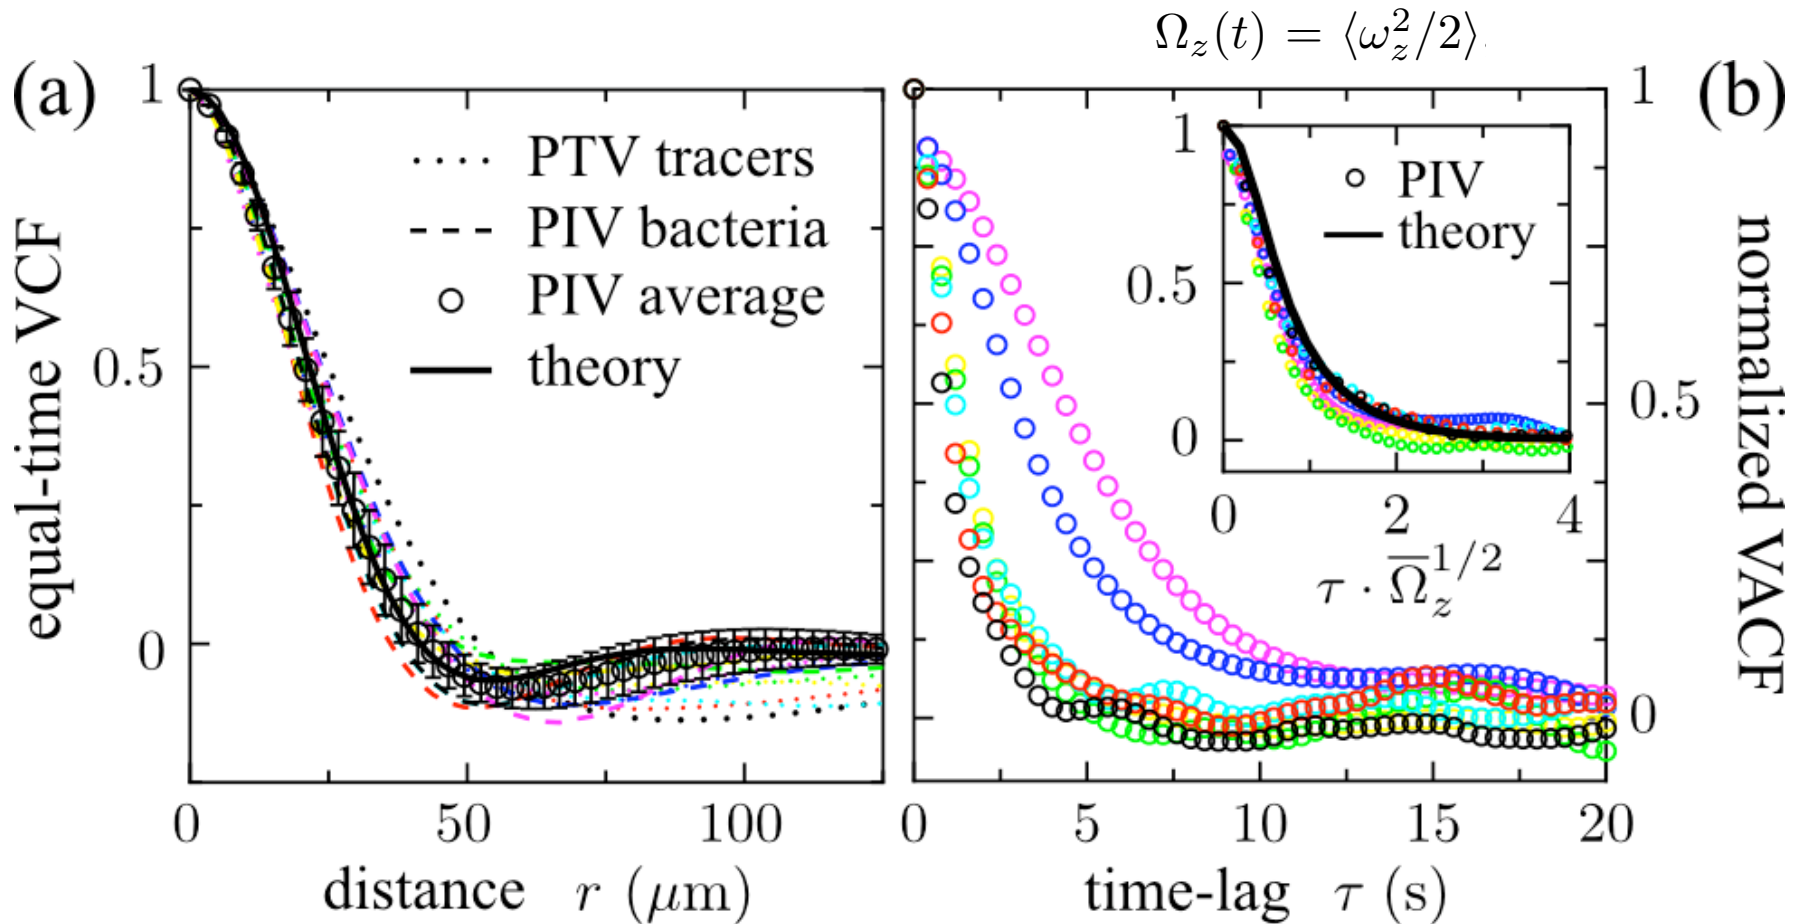 Ω_z(t) = ⟨ω_z^2/2⟩
(a)
1
0.5
0
equal-time VCF
PTV tracers
PIV bacteria
PIV average
theory
0 50 100
distance r (μm)
(b)
1
0.5
0
normalized VACF
PIV
theory
1
0.5
0
0 2 4
τ · Ω̅_z^{1/2}
0 5 10 15 20
time-lag τ (s)